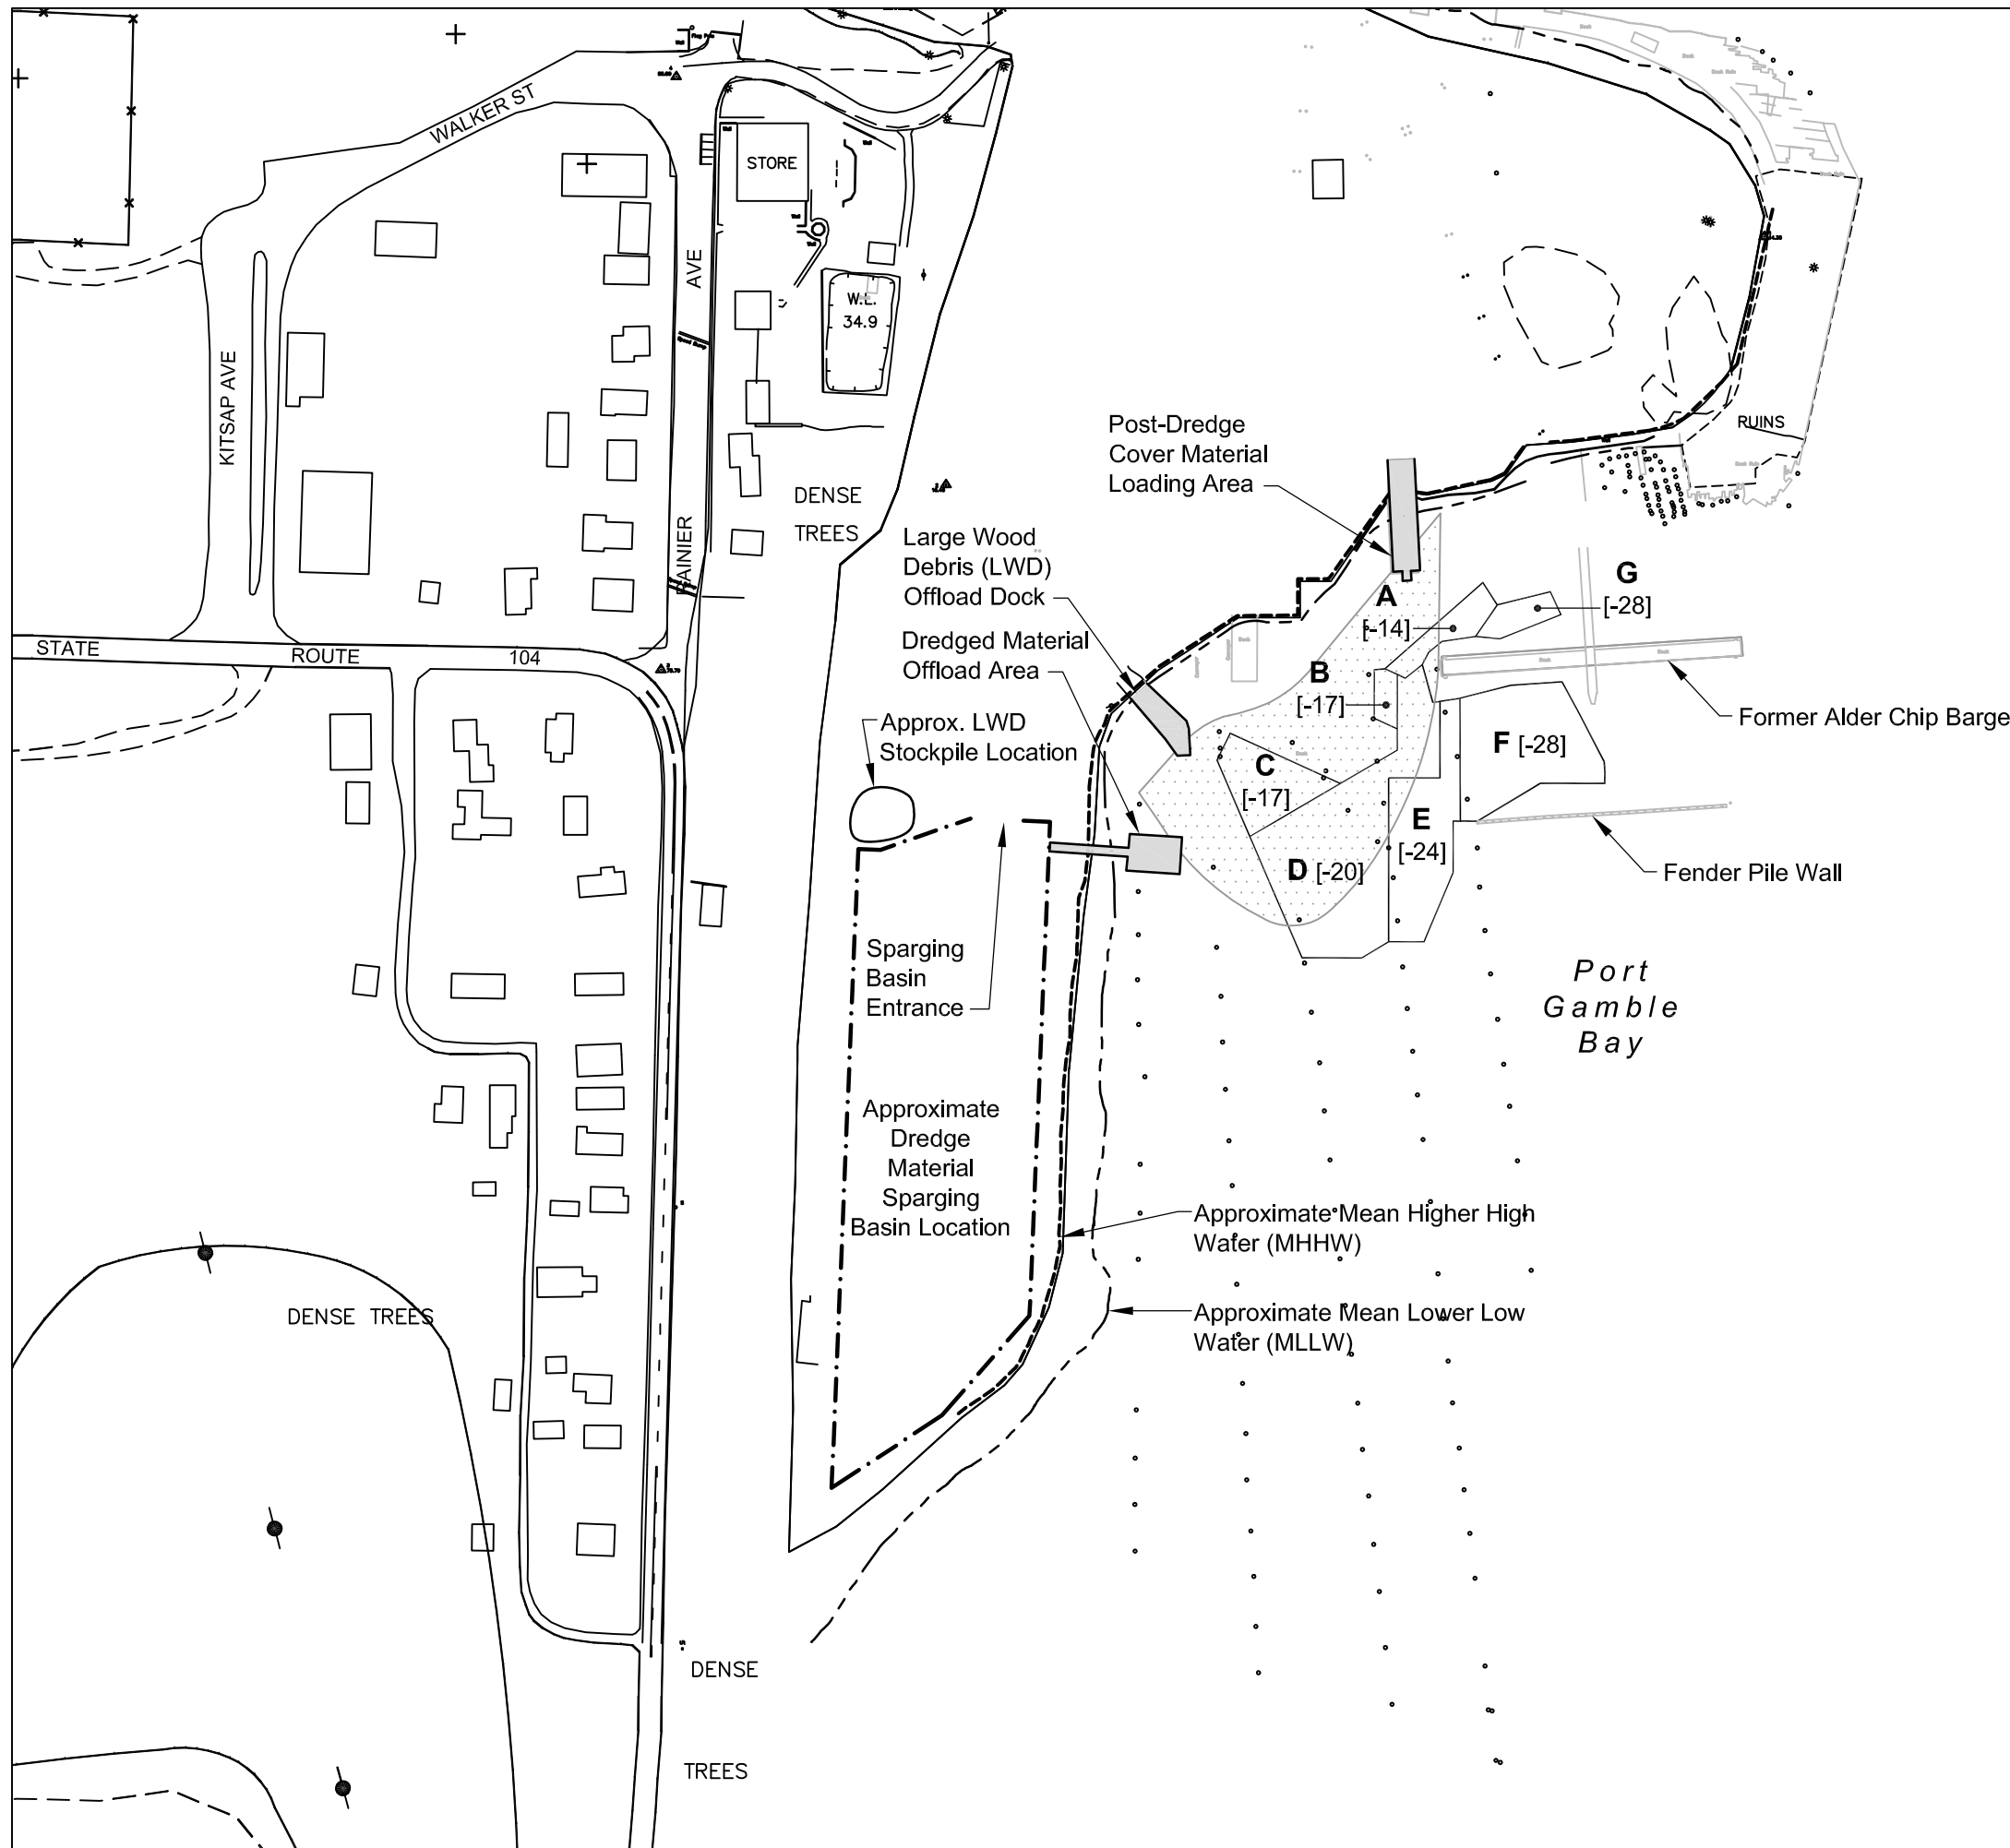 WALKER ST
STORE
KITSAP AVE
AVE
RAINIER
W.L.
34.9
DENSE
TREES
STATE
ROUTE
104
RUINS
Post-Dredge
Cover Material
Loading Area
Large Wood
Debris (LWD)
Offload Dock
Dredged Material
Offload Area
Approx. LWD
Stockpile Location
A
[-14]
G
[-28]
B
[-17]
Former Alder Chip Barge
F [-28]
C
[-17]
E
[-24]
D [-20]
Fender Pile Wall
Sparging
Basin
Entrance
Port
Gamble
Bay
Approximate
Dredge
Material
Sparging
Basin Location
Approximate Mean Higher High
Water (MHHW)
Approximate Mean Lower Low
Water (MLLW)
DENSE TREES
DENSE
TREES